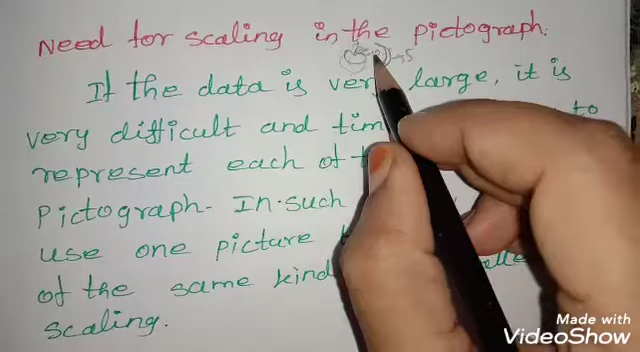 Need for scaling in the pictograph.
If the data is very large, it is
very difficult and tim to
represent each of
pictograph. In such
use one picture
of the same kind
scaling.
Made with
VideoShow